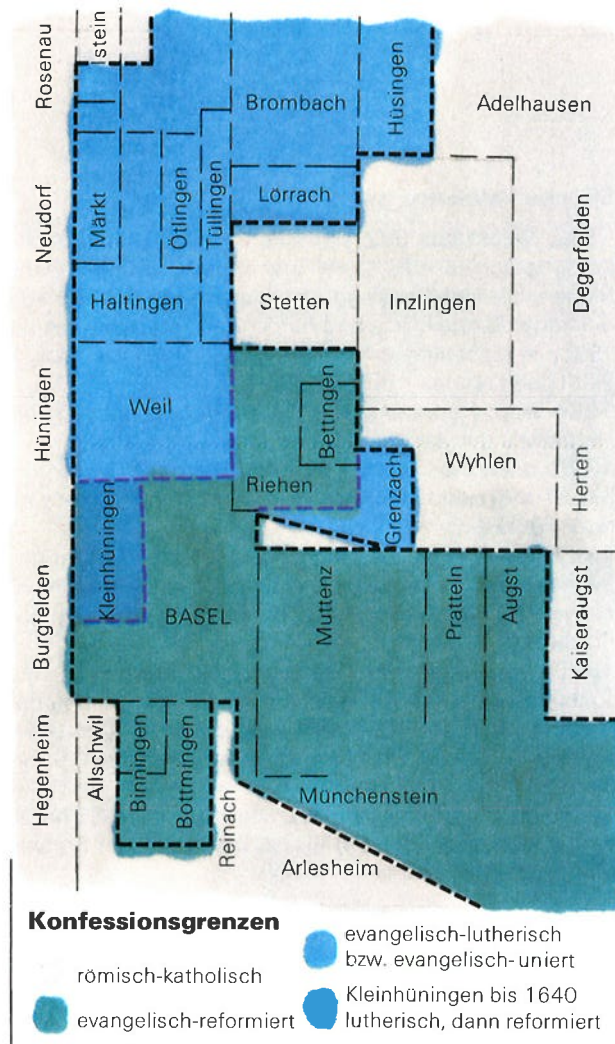 Rosenau
Istein
Brombach
Hüsingen
Adelhausen
Neudorf
Märkt
Ötlingen
Tüllingen
Lörrach
Degerfelden
Haltingen
Stetten
Inzlingen
Hüningen
Weil
Bettingen
Riehen
Grenzach
Wyhlen
Herten
Kleinhüningen
Burgfelden
BASEL
Muttenz
Pratteln
Augst
Kaiseraugst
Hegenheim
Allschwil
Binningen
Bottmingen
Reinach
Münchenstein
Arlesheim
Konfessionsgrenzen
römisch-katholisch
evangelisch-reformiert
evangelisch-lutherisch
bzw. evangelisch-uniert
Kleinhüningen bis 1640
lutherisch, dann reformiert